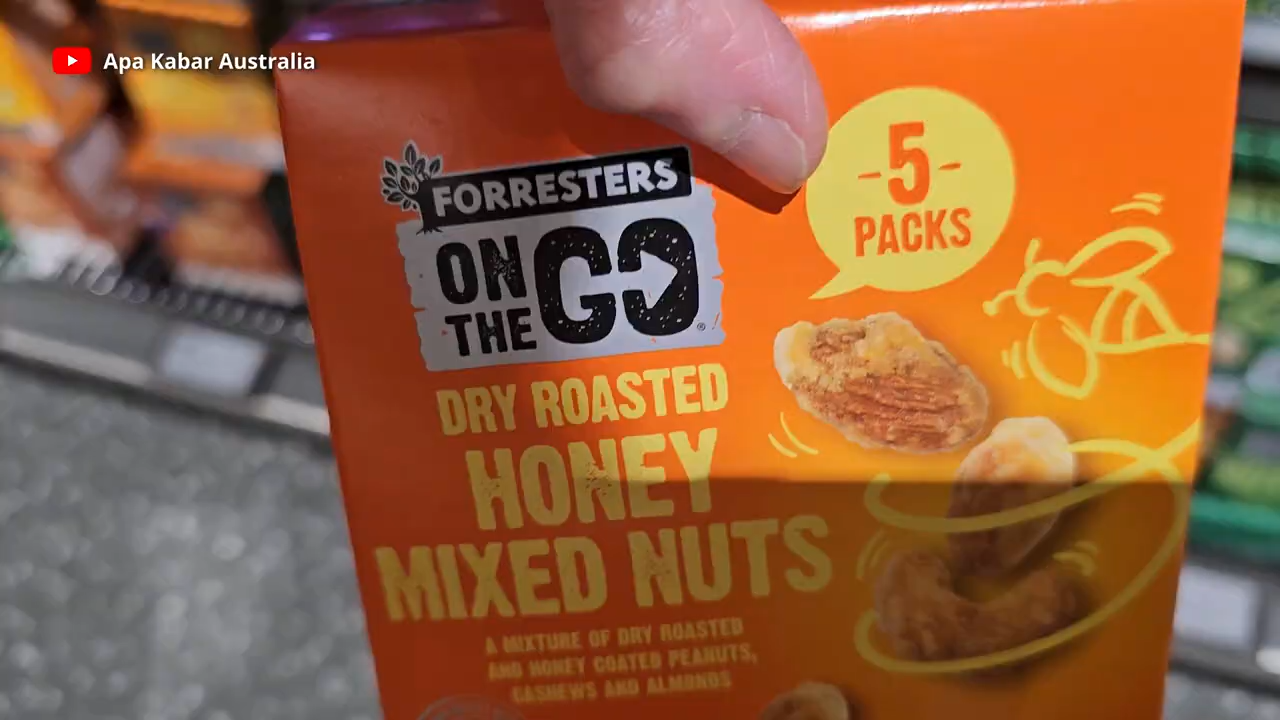 Apa Kabar Australia
FORRESTERS
ON THE GO
®
-5-
PACKS
DRY ROASTED
HONEY
MIXED NUTS
A MIXTURE OF DRY ROASTED
AND HONEY COATED PEANUTS,
CASHEWS AND ALMONDS